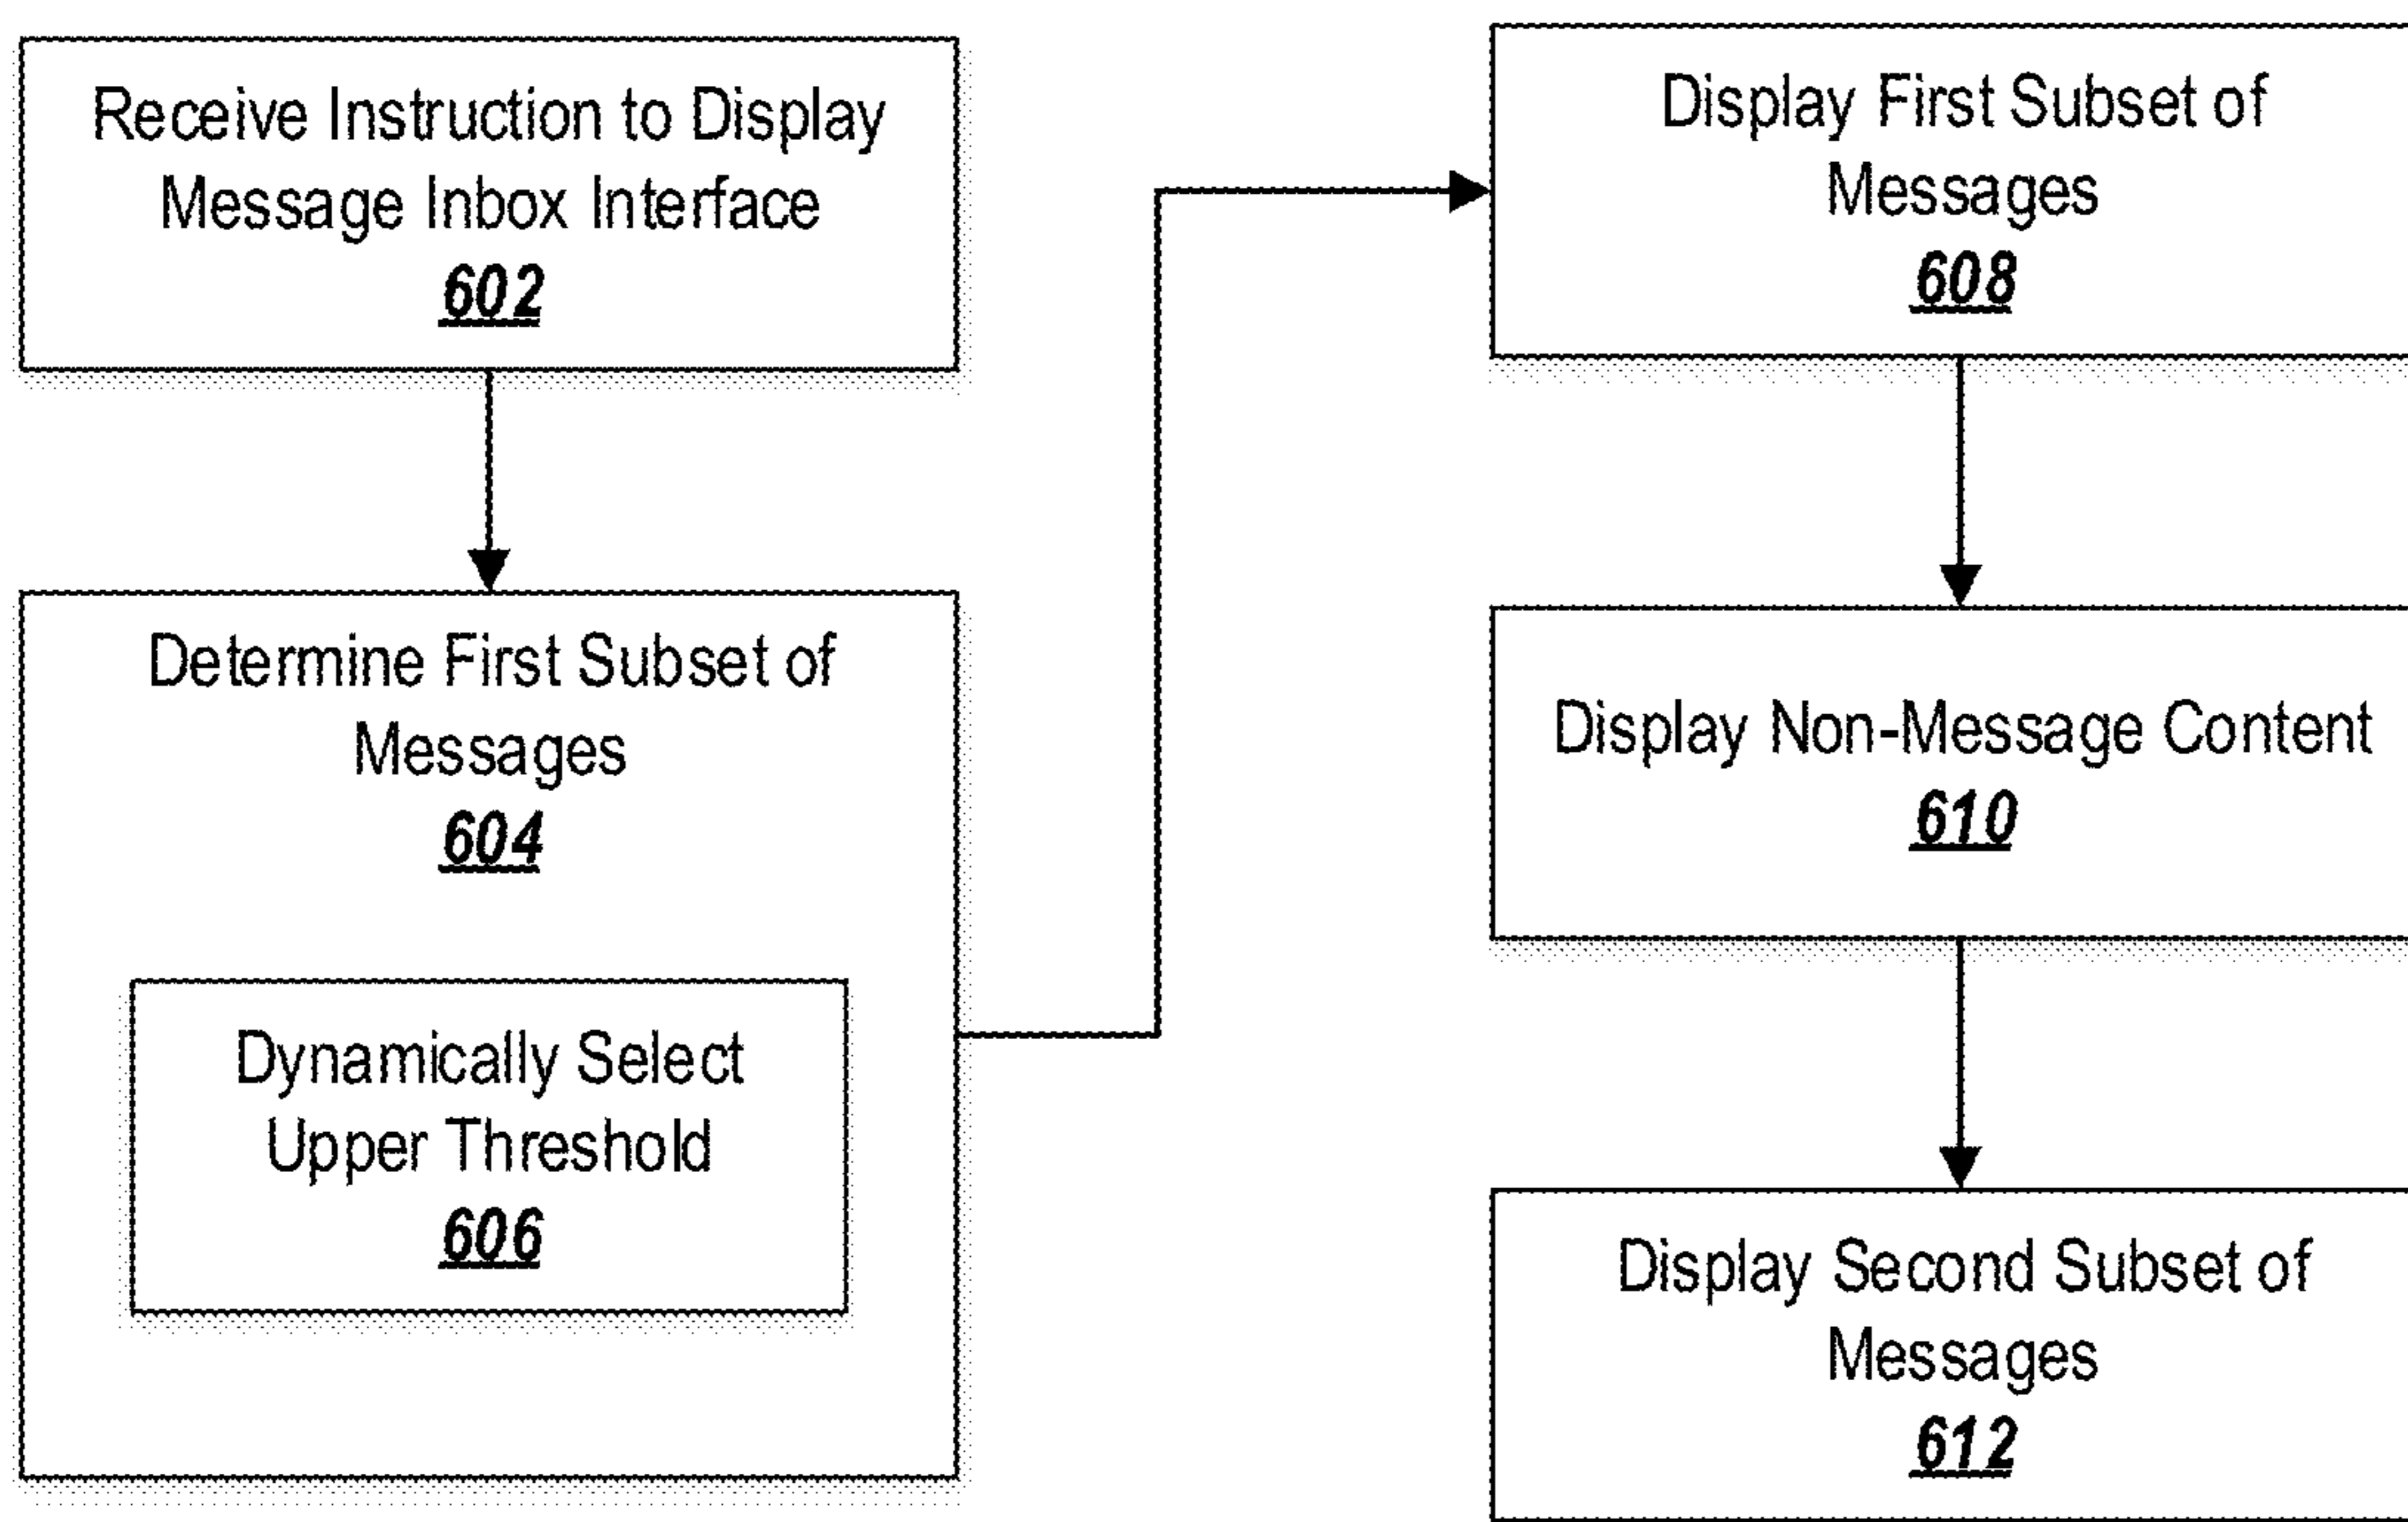 Receive Instruction to Display
Message Inbox Interface
602
Determine First Subset of
Messages
604
Dynamically Select
Upper Threshold
606
Display First Subset of
Messages
608
Display Non-Message Content
610
Display Second Subset of
Messages
612